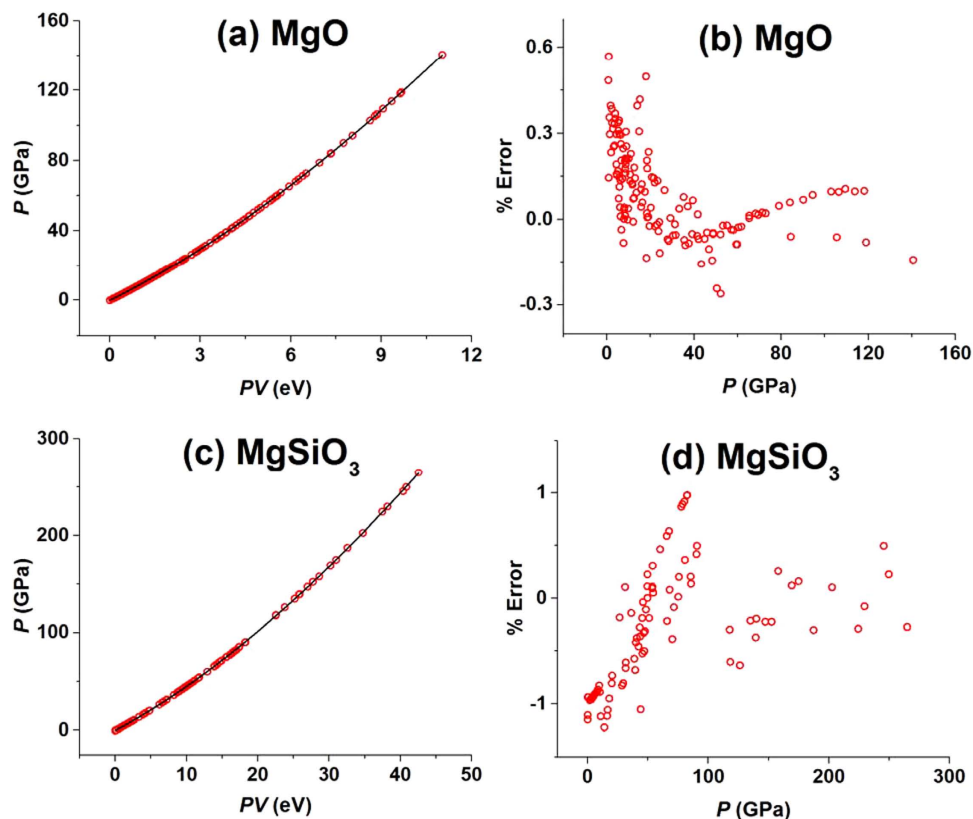 (a) MgO
P (GPa)
160
120
80
40
0
0 3 6 9 12
PV (eV)
(b) MgO
% Error
0.6
0.3
0.0
-0.3
0 40 80 120 160
P (GPa)
(c) MgSiO₃
P (GPa)
300
200
100
0
0 10 20 30 40 50
PV (eV)
(d) MgSiO₃
% Error
1
0
-1
0 100 200 300
P (GPa)